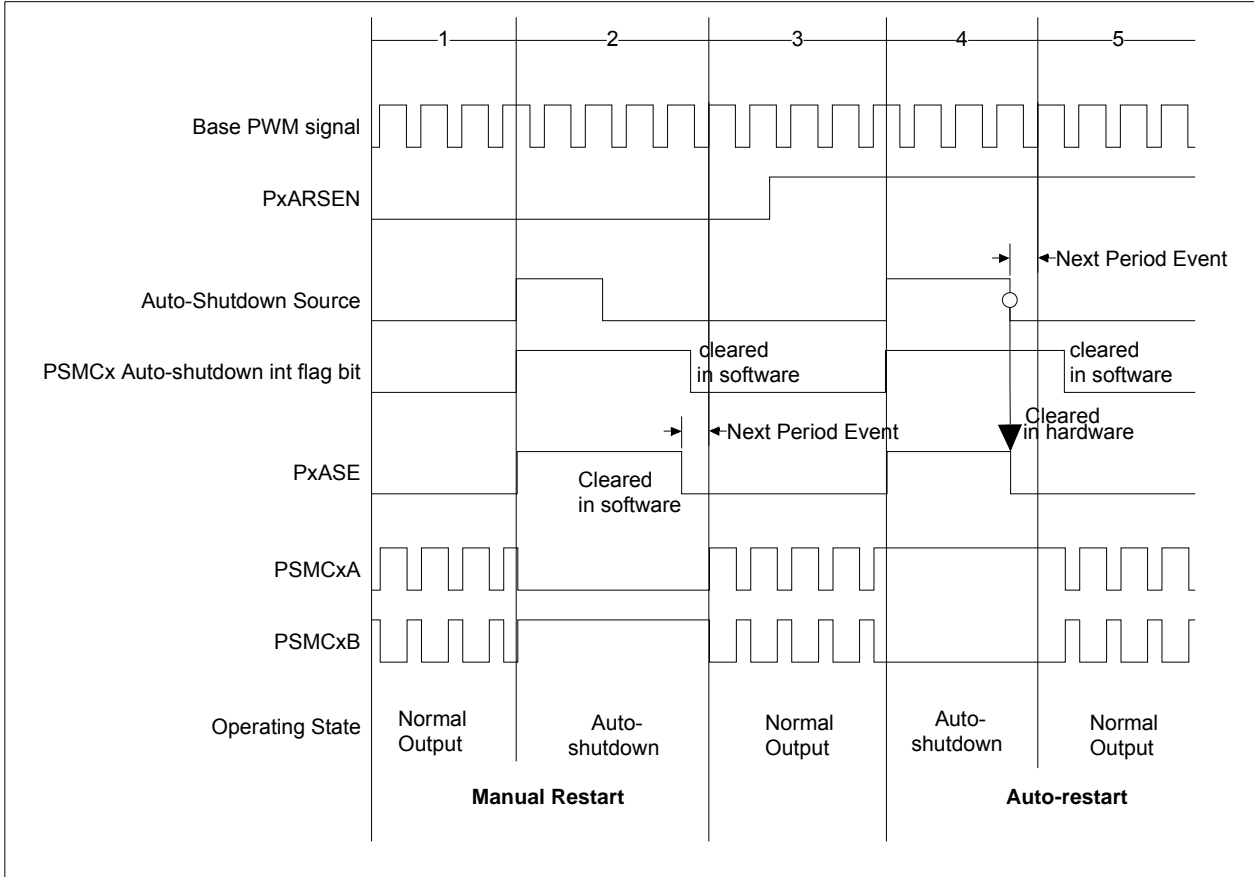 1 2 3 4 5
Base PWM signal
PxARSEN
Next Period Event
Auto-Shutdown Source
PSMCx Auto-shutdown int flag bit
cleared
in software
cleared
in software
Next Period Event
Cleared
in hardware
PxASE
Cleared
in software
PSMCxA
PSMCxB
Operating State
Normal
Output
Auto-
shutdown
Normal
Output
Auto-
shutdown
Normal
Output
Manual Restart
Auto-restart